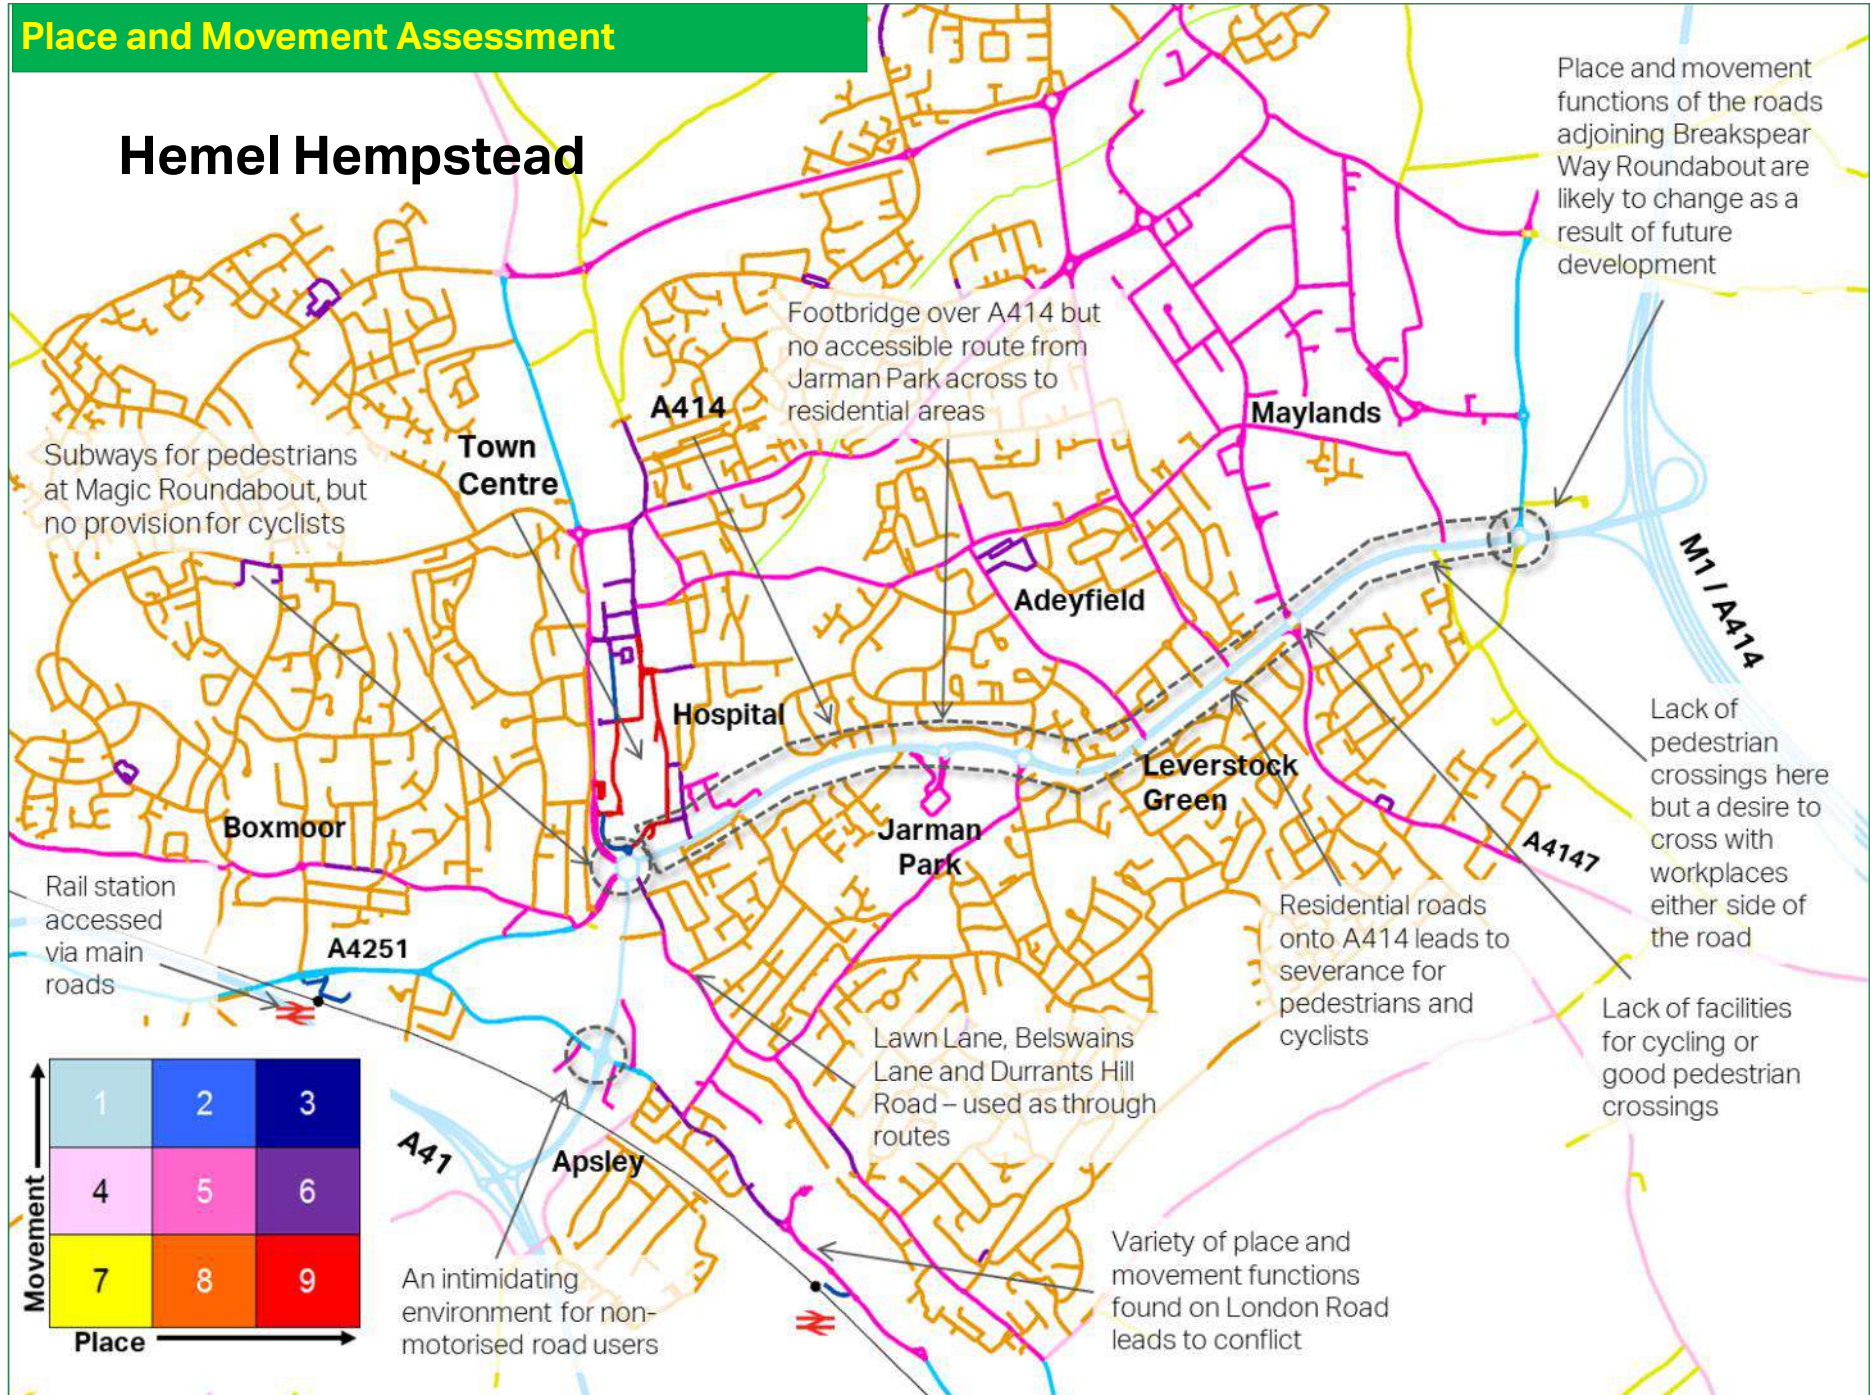 Place and Movement Assessment
Hemel Hempstead
Place and movement
functions of the roads
adjoining Breakspear
Way Roundabout are
likely to change as a
result of future
development
Footbridge over A414 but
no accessible route from
Jarman Park across to
residential areas
A414
Maylands
Town
Centre
Subways for pedestrians
at Magic Roundabout, but
no provision for cyclists
M1 / A414
Adeyfield
Hospital
Leverstock
Green
Lack of
pedestrian
crossings here
but a desire to
cross with
workplaces
either side of
the road
Boxmoor
Jarman
Park
A4147
Rail station
accessed
via main
roads
A4251
Residential roads
onto A414 leads to
severance for
pedestrians and
cyclists
Lack of facilities
for cycling or
good pedestrian
crossings
Lawn Lane, Belswains
Lane and Durrants Hill
Road – used as through
routes
A41
Apsley
An intimidating
environment for non-
motorised road users
Variety of place and
movement functions
found on London Road
leads to conflict
Movement
1 2 3
4 5 6
7 8 9
Place